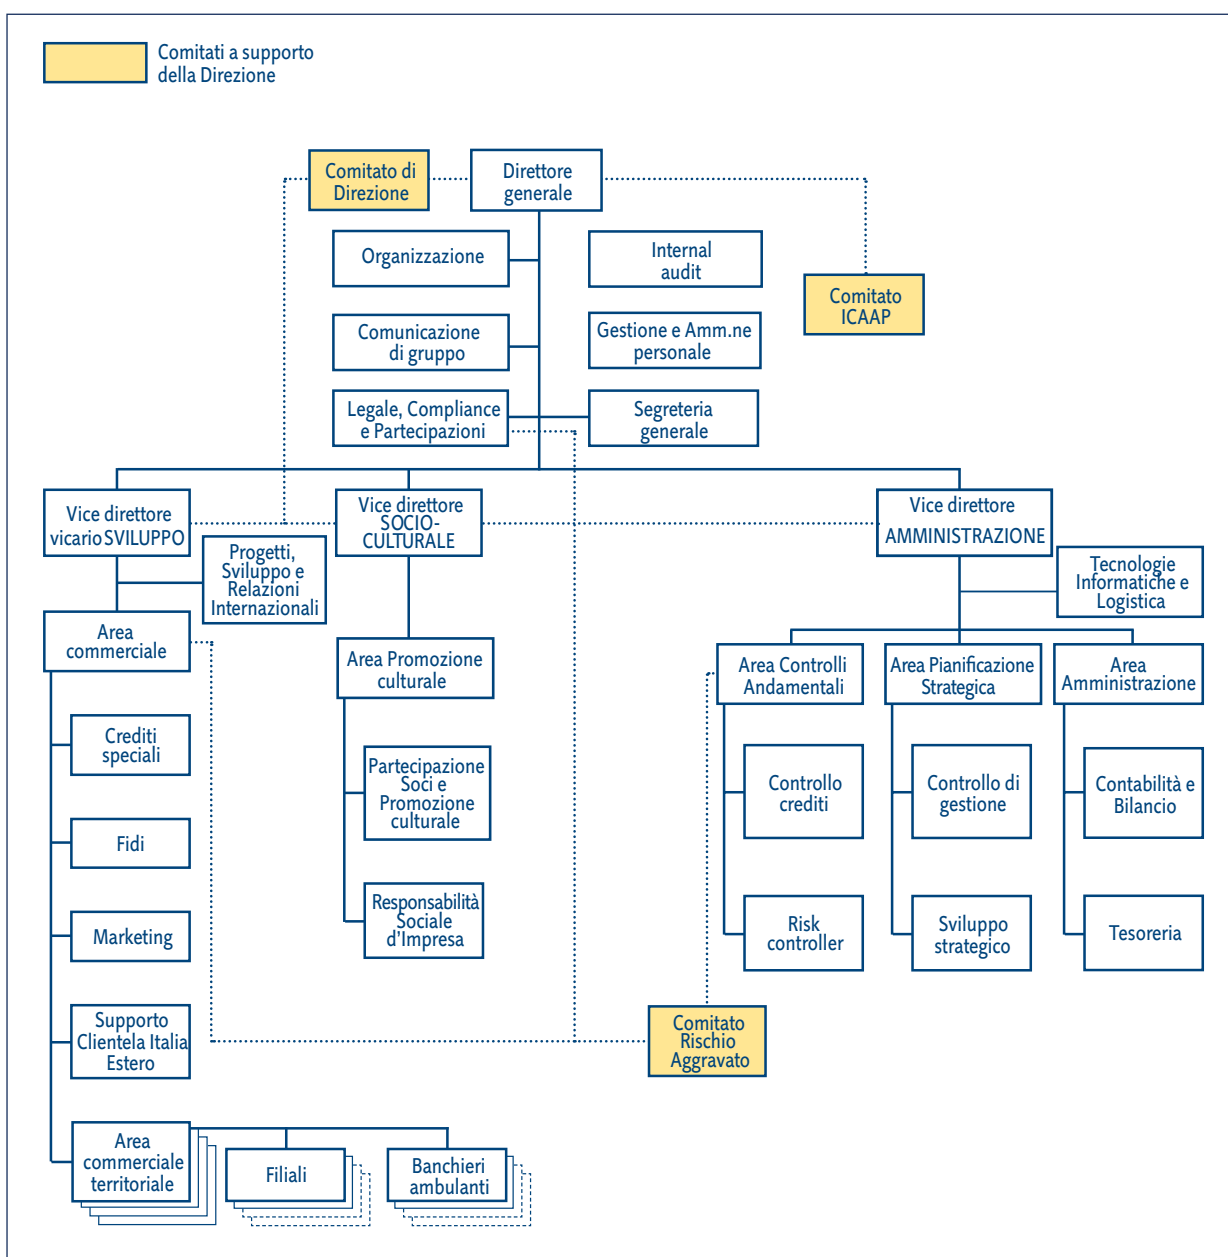 Comitati a supporto
della Direzione
Comitato di
Direzione
Direttore
generale
Organizzazione
Internal
audit
Comitato
ICAAP
Comunicazione
di gruppo
Gestione e Amm.ne
personale
Legale, Compliance
e Partecipazioni
Segreteria
generale
Vice direttore
vicario SVILUPPO
Vice direttore
SOCIO-
CULTURALE
Vice direttore
AMMINISTRAZIONE
Progetti,
Sviluppo e
Relazioni
Internazionali
Tecnologie
Informatiche e
Logistica
Area
commerciale
Area Promozione
culturale
Area Controlli
Andamentali
Area Pianificazione
Strategica
Area
Amministrazione
Crediti
speciali
Partecipazione
Soci e
Promozione
culturale
Controllo
crediti
Controllo di
gestione
Contabilità e
Bilancio
Fidi
Responsabilità
Sociale
d'Impresa
Risk
controller
Sviluppo
strategico
Tesoreria
Marketing
Supporto
Clientela Italia
Estero
Comitato
Rischio
Aggravato
Area
commerciale
territoriale
Filiali
Banchieri
ambulanti